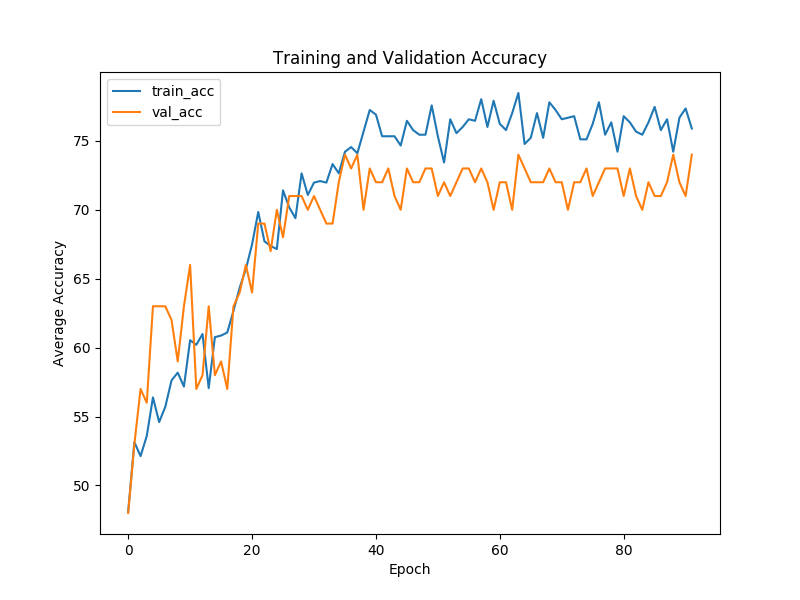 Training and Validation Accuracy
train_acc
val_acc
75
70
65
60
55
50
Average Accuracy
0 20 40 60 80
Epoch